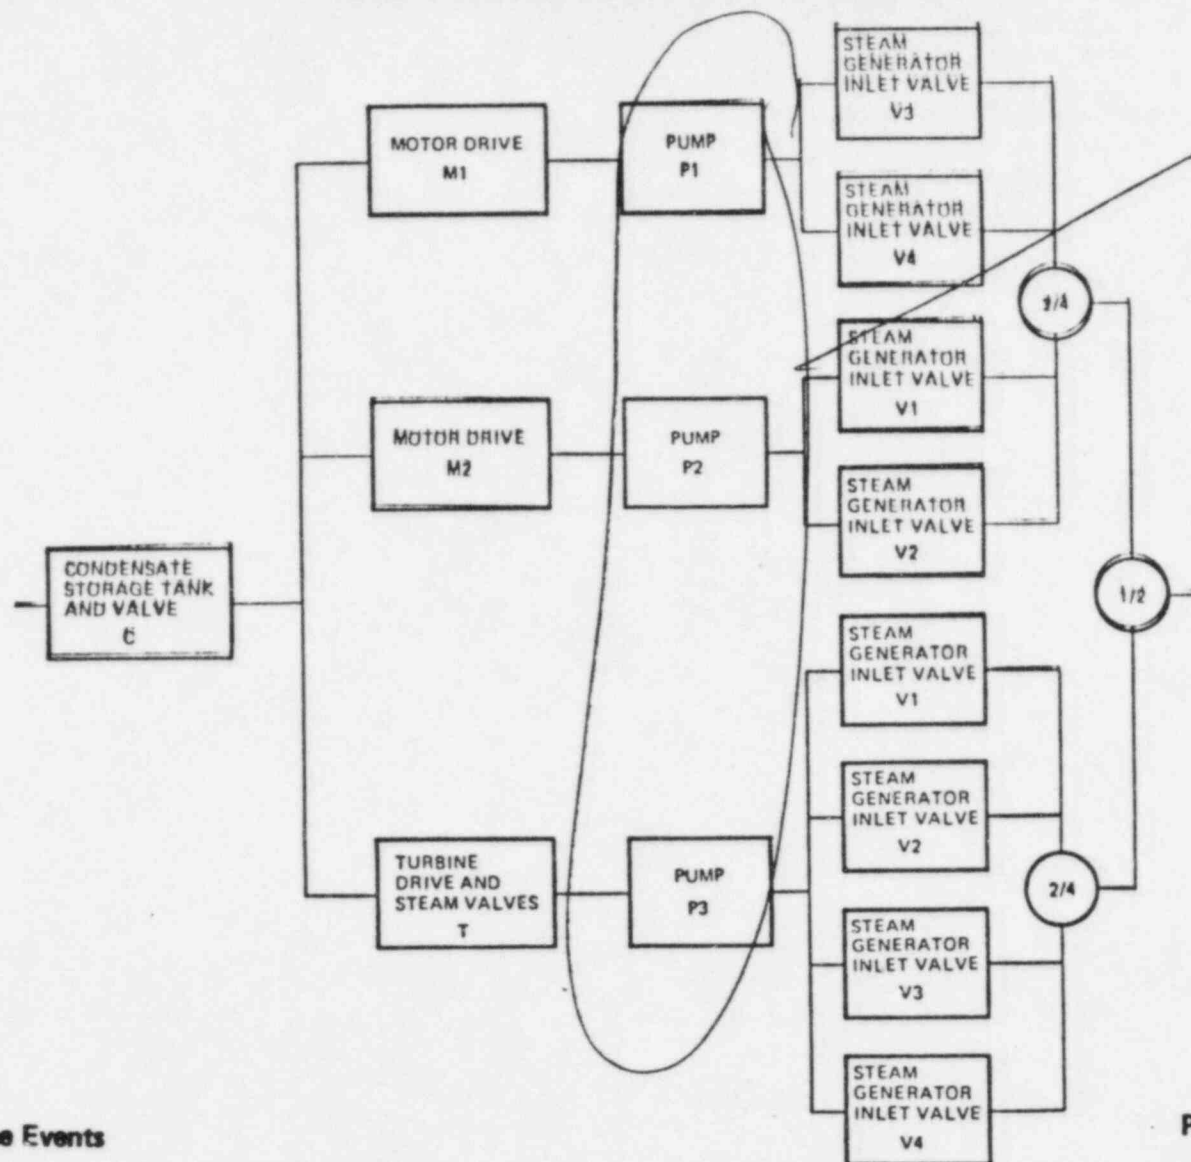 STEAM
GENERATOR
INLET VALVE
V3
MOTOR DRIVE
M1
PUMP
P1
STEAM
GENERATOR
INLET VALVE
V4
STEAM
GENERATOR
INLET VALVE
V1
MOTOR DRIVE
M2
PUMP
P2
STEAM
GENERATOR
INLET VALVE
V2
CONDENSATE
STORAGE TANK
AND VALVE
C
1/2
STEAM
GENERATOR
INLET VALVE
V1
STEAM
GENERATOR
INLET VALVE
V2
TURBINE
DRIVE AND
STEAM VALVES
T
PUMP
P3
2/4
STEAM
GENERATOR
INLET VALVE
V3
STEAM
GENERATOR
INLET VALVE
V4
e Events